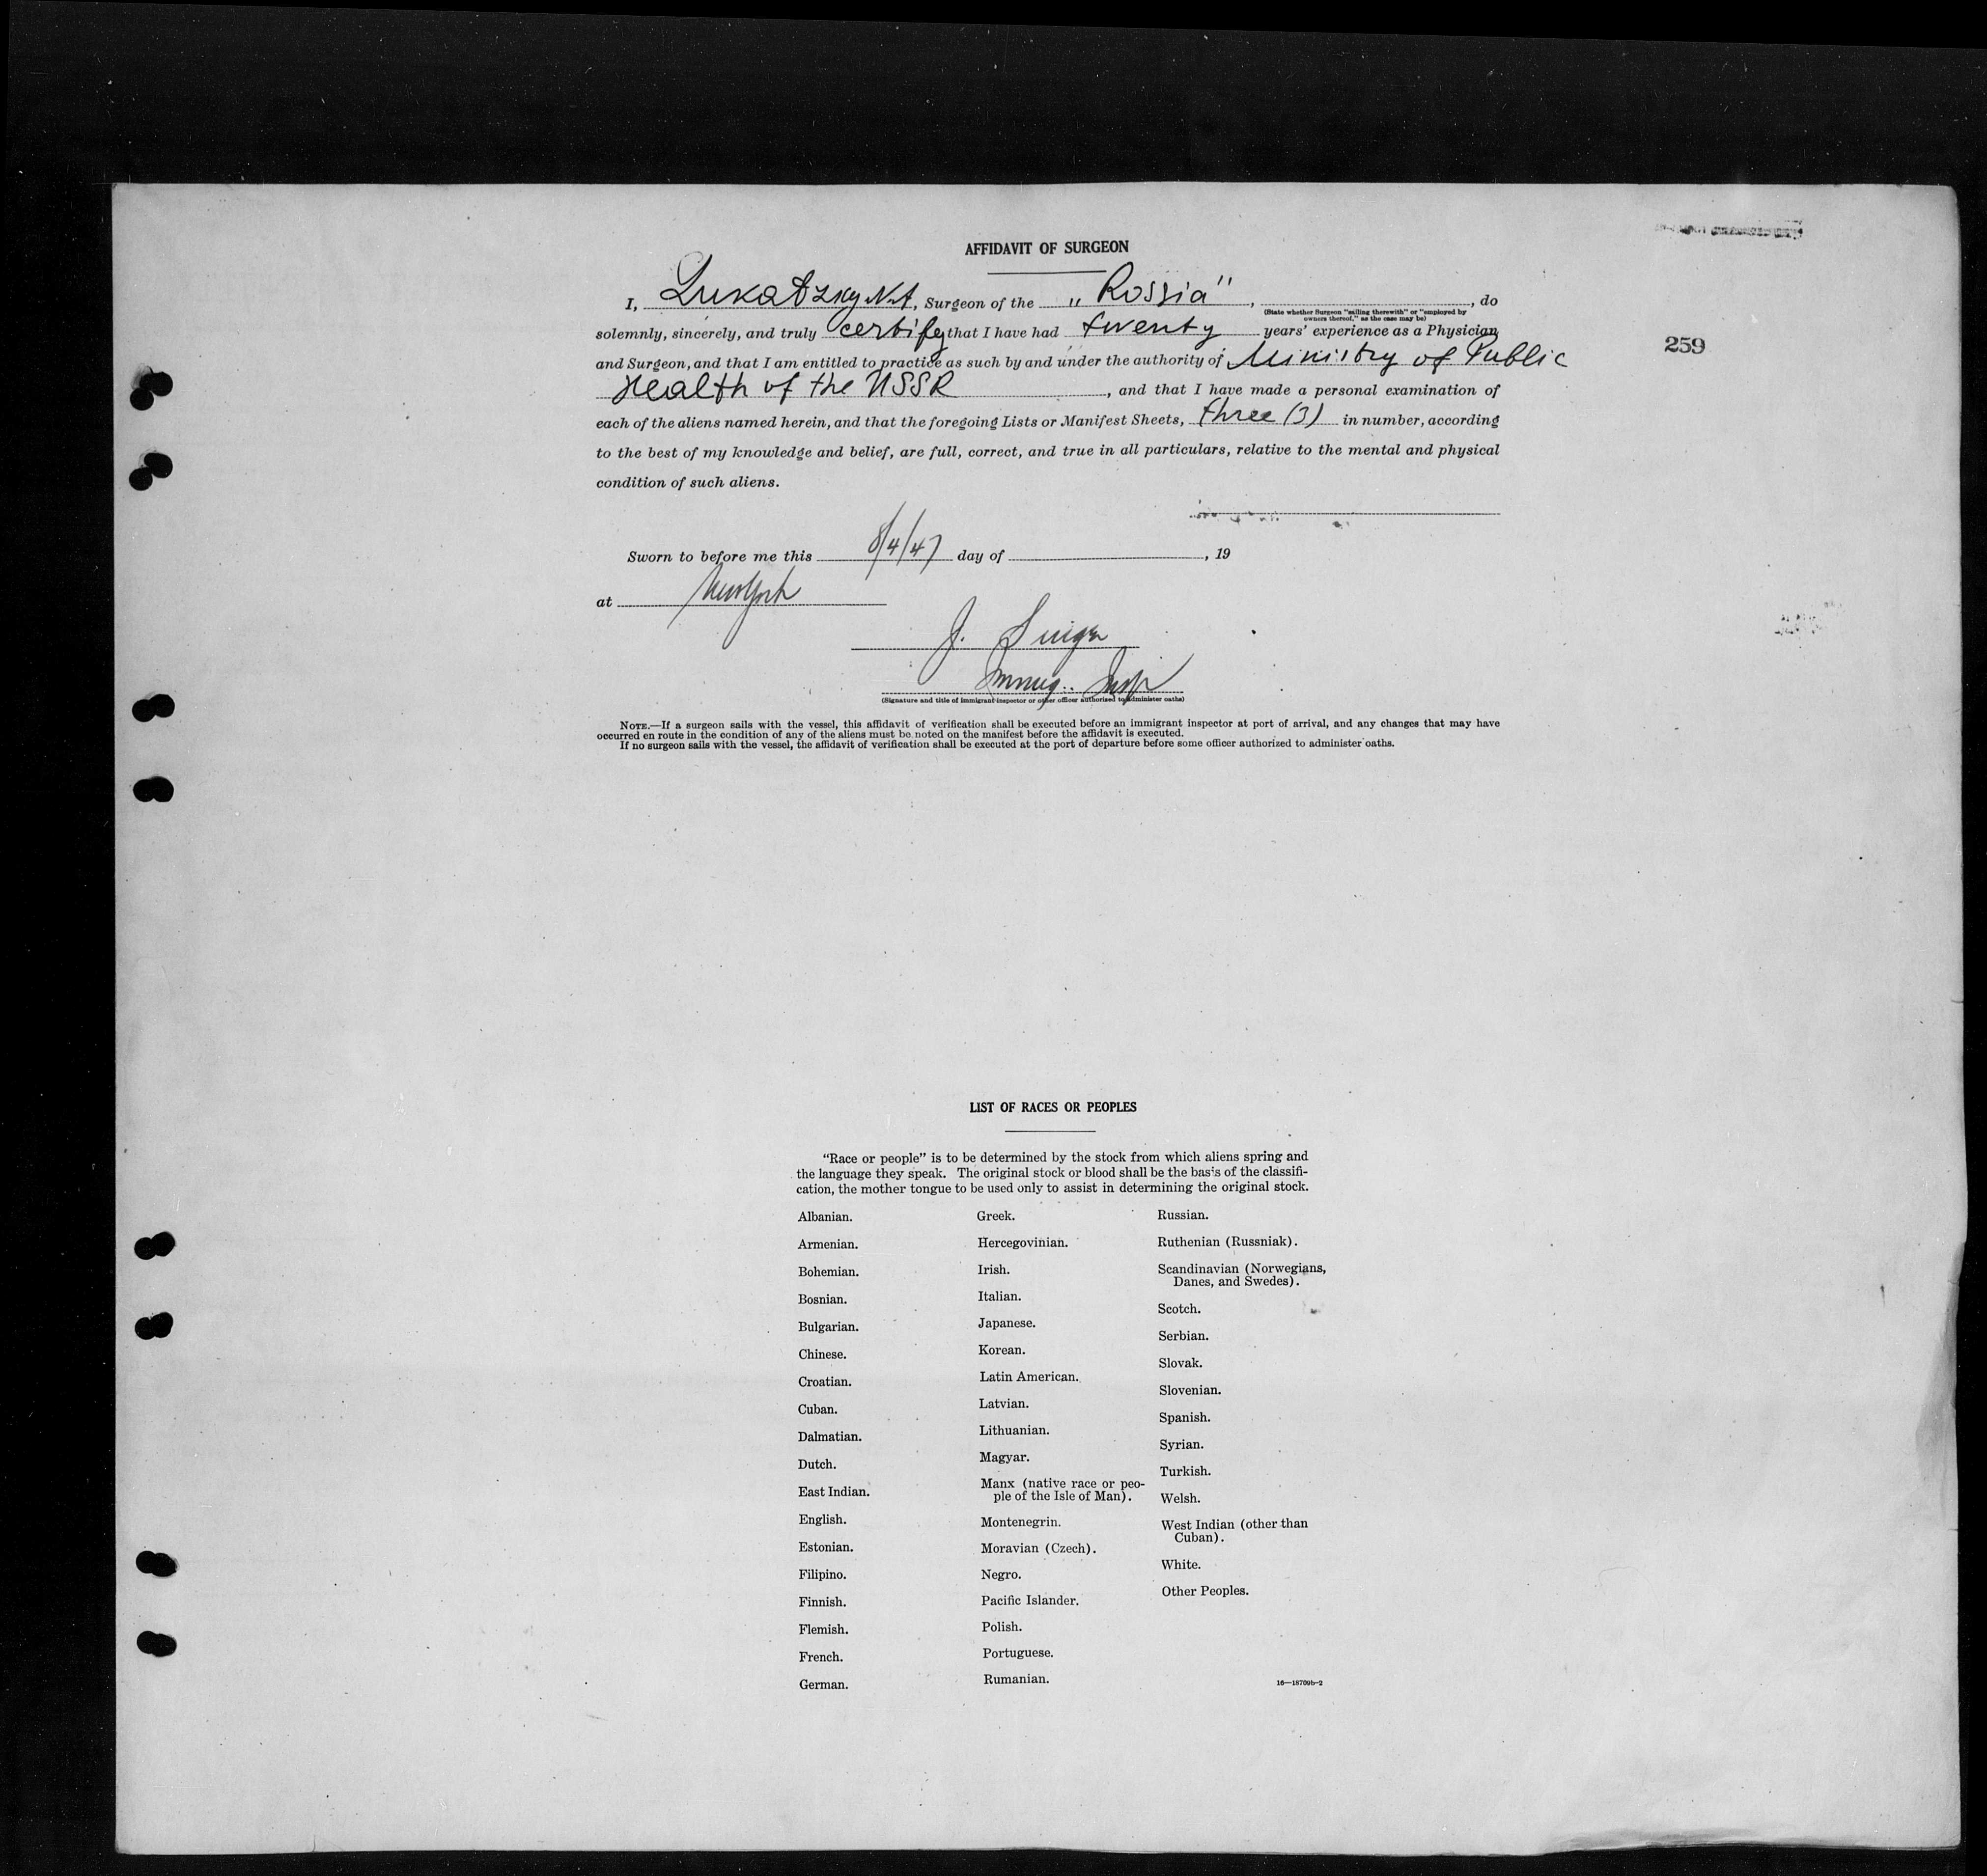 AFFIDAVIT OF SURGEON
I, Lukatzky N.A, Surgeon of the „Rossia", , do
(State whether Surgeon "sailing therewith" or "employed by
owners thereof," as the case may be)
solemnly, sincerely, and truly certify that I have had twenty years' experience as a Physician
259
and Surgeon, and that I am entitled to practice as such by and under the authority of Ministry of Public
Health of the USSR, and that I have made a personal examination of
each of the aliens named herein, and that the foregoing Lists or Manifest Sheets, three (3) in number, according
to the best of my knowledge and belief, are full, correct, and true in all particulars, relative to the mental and physical
condition of such aliens.
Sworn to before me this 8/4/47 day of , 19
at New York
J. Singer
Immig. Insp
(Signature and title of immigrant inspector or other officer authorized to administer oaths)
NOTE.—If a surgeon sails with the vessel, this affidavit of verification shall be executed before an immigrant inspector at port of arrival, and any changes that may have
occurred en route in the condition of any of the aliens must be noted on the manifest before the affidavit is executed.
If no surgeon sails with the vessel, the affidavit of verification shall be executed at the port of departure before some officer authorized to administer oaths.
LIST OF RACES OR PEOPLES
"Race or people" is to be determined by the stock from which aliens spring and
the language they speak. The original stock or blood shall be the basis of the classifi-
cation, the mother tongue to be used only to assist in determining the original stock.
Albanian.
Armenian.
Bohemian.
Bosnian.
Bulgarian.
Chinese.
Croatian.
Cuban.
Dalmatian.
Dutch.
East Indian.
English.
Estonian.
Filipino.
Finnish.
Flemish.
French.
German.
Greek.
Hercegovinian.
Irish.
Italian.
Japanese.
Korean.
Latin American.
Latvian.
Lithuanian.
Magyar.
Manx (native race or peo-
ple of the Isle of Man).
Montenegrin.
Moravian (Czech).
Negro.
Pacific Islander.
Polish.
Portuguese.
Rumanian.
Russian.
Ruthenian (Russniak).
Scandinavian (Norwegians,
Danes, and Swedes).
Scotch.
Serbian.
Slovak.
Slovenian.
Spanish.
Syrian.
Turkish.
Welsh.
West Indian (other than
Cuban).
White.
Other Peoples.
16—18709b-2